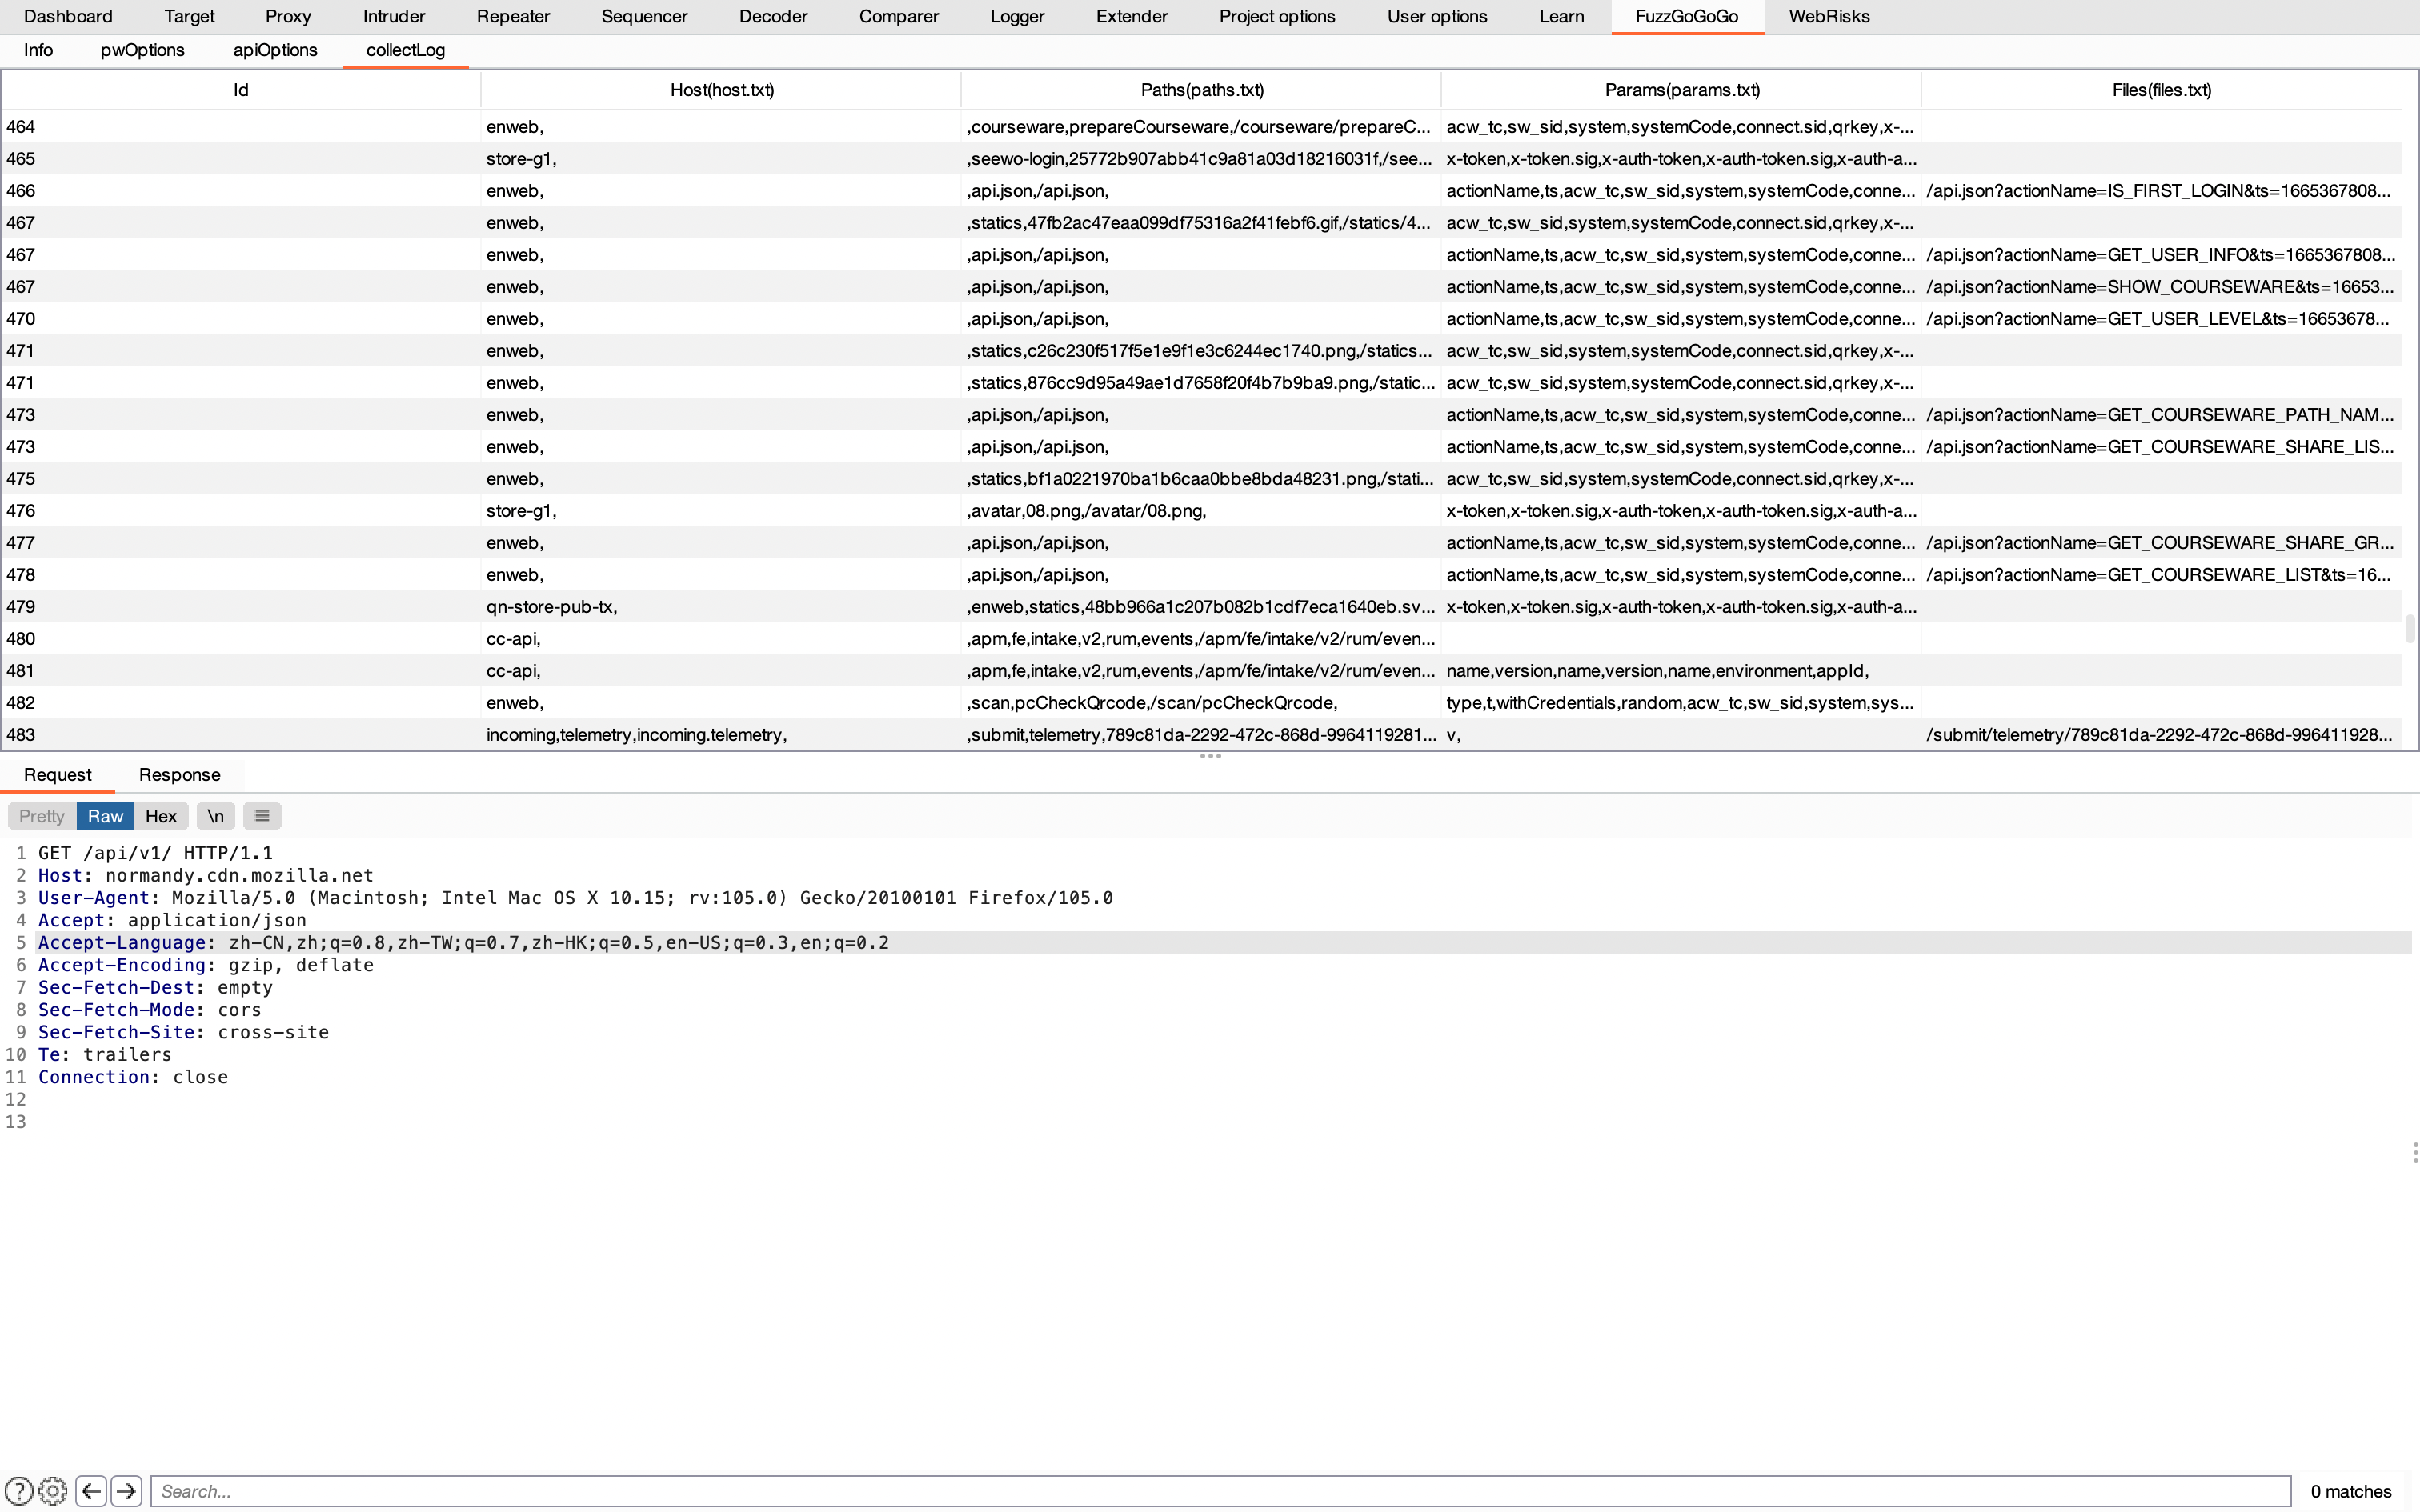 Dashboard Target Proxy Intruder Repeater Sequencer Decoder Comparer Logger Extender Project options User options Learn FuzzGoGoGo WebRisks
Info pwOptions apiOptions collectLog
Id Host(host.txt) Paths(paths.txt) Params(params.txt) Files(files.txt)
464 enweb, ,courseware,prepareCourseware,/courseware/prepareC... acw_tc,sw_sid,system,systemCode,connect.sid,qrkey,x-...
465 store-g1, ,seewo-login,25772b907abb41c9a81a03d18216031f,/see... x-token,x-token.sig,x-auth-token,x-auth-token.sig,x-auth-a...
466 enweb, ,api.json,/api.json, actionName,ts,acw_tc,sw_sid,system,systemCode,conne... /api.json?actionName=IS_FIRST_LOGIN&ts=1665367808...
467 enweb, ,statics,47fb2ac47eaa099df75316a2f41febf6.gif,/statics/4... acw_tc,sw_sid,system,systemCode,connect.sid,qrkey,x-...
467 enweb, ,api.json,/api.json, actionName,ts,acw_tc,sw_sid,system,systemCode,conne... /api.json?actionName=GET_USER_INFO&ts=1665367808...
467 enweb, ,api.json,/api.json, actionName,ts,acw_tc,sw_sid,system,systemCode,conne... /api.json?actionName=SHOW_COURSEWARE&ts=16653...
470 enweb, ,api.json,/api.json, actionName,ts,acw_tc,sw_sid,system,systemCode,conne... /api.json?actionName=GET_USER_LEVEL&ts=16653678...
471 enweb, ,statics,c26c230f517f5e1e9f1e3c6244ec1740.png,/statics... acw_tc,sw_sid,system,systemCode,connect.sid,qrkey,x-...
471 enweb, ,statics,876cc9d95a49ae1d7658f20f4b7b9ba9.png,/static... acw_tc,sw_sid,system,systemCode,connect.sid,qrkey,x-...
473 enweb, ,api.json,/api.json, actionName,ts,acw_tc,sw_sid,system,systemCode,conne... /api.json?actionName=GET_COURSEWARE_PATH_NAM...
473 enweb, ,api.json,/api.json, actionName,ts,acw_tc,sw_sid,system,systemCode,conne... /api.json?actionName=GET_COURSEWARE_SHARE_LIS...
475 enweb, ,statics,bf1a0221970ba1b6caa0bbe8bda48231.png,/stati... acw_tc,sw_sid,system,systemCode,connect.sid,qrkey,x-...
476 store-g1, ,avatar,08.png,/avatar/08.png, x-token,x-token.sig,x-auth-token,x-auth-token.sig,x-auth-a...
477 enweb, ,api.json,/api.json, actionName,ts,acw_tc,sw_sid,system,systemCode,conne... /api.json?actionName=GET_COURSEWARE_SHARE_GR...
478 enweb, ,api.json,/api.json, actionName,ts,acw_tc,sw_sid,system,systemCode,conne... /api.json?actionName=GET_COURSEWARE_LIST&ts=16...
479 qn-store-pub-tx, ,enweb,statics,48bb966a1c207b082b1cdf7eca1640eb.sv... x-token,x-token.sig,x-auth-token,x-auth-token.sig,x-auth-a...
480 cc-api, ,apm,fe,intake,v2,rum,events,/apm/fe/intake/v2/rum/even...
481 cc-api, ,apm,fe,intake,v2,rum,events,/apm/fe/intake/v2/rum/even... name,version,name,version,name,environment,appId,
482 enweb, ,scan,pcCheckQrcode,/scan/pcCheckQrcode, type,t,withCredentials,random,acw_tc,sw_sid,system,sys...
483 incoming,telemetry,incoming.telemetry, ,submit,telemetry,789c81da-2292-472c-868d-9964119281... v, /submit/telemetry/789c81da-2292-472c-868d-996411928...
Request Response
Pretty Raw Hex \n
1 GET /api/v1/ HTTP/1.1
2 Host: normandy.cdn.mozilla.net
3 User-Agent: Mozilla/5.0 (Macintosh; Intel Mac OS X 10.15; rv:105.0) Gecko/20100101 Firefox/105.0
4 Accept: application/json
5 Accept-Language: zh-CN,zh;q=0.8,zh-TW;q=0.7,zh-HK;q=0.5,en-US;q=0.3,en;q=0.2
6 Accept-Encoding: gzip, deflate
7 Sec-Fetch-Dest: empty
8 Sec-Fetch-Mode: cors
9 Sec-Fetch-Site: cross-site
10 Te: trailers
11 Connection: close
12
13
? Search... 0 matches